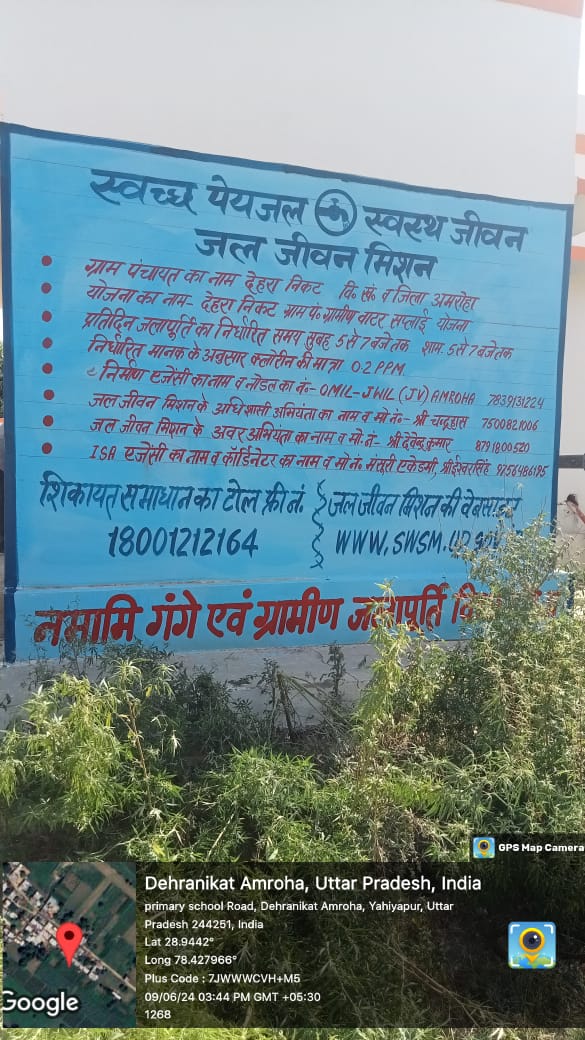 स्वच्छ पेयजल स्वस्थ जीवन
जल जीवन मिशन
ग्राम पंचायत का नाम देहरा निकट वि. खं. व जिला अमरोहा
योजना का नाम- देहरा निकट ग्राम पं. ग्रामीण वाटर सप्लाई योजना
प्रतिदिन जलापूर्ति का निर्धारित समय सुबह 5 से 7 बजे तक शाम. 5 से 7 बजे तक
निर्धारित मानक के अनुसार क्लोरीन की मात्रा 0.2 PPM.
निर्माण एजेंसी का नाम व नोडल का नं.- OMIL-JWIL (JV) AMROHA 7839131224
जल जीवन मिशन के अधिशासी अभियंता का नाम व मो. नं.- श्री चन्द्रहास 7500821006
जल जीवन मिशन के अवर अभियंता का नाम व मो. नं- श्री देवेन्द्र कुमार 8791800520
ISA एजेंसी का नाम व कॉर्डिनेटर का नाम व मो. नं. मंसूरी एकेडमी, श्री ईश्वर सिंह 9756486195
शिकायत समाधान का टोल फ्री नं.
18001212164
जल जीवन मिशन की वेबसाइट
WWW.SWSM.UP.GOV
नमामि गंगे एवं ग्रामीण जलापूर्ति
GPS Map Camera
Dehranikat Amroha, Uttar Pradesh, India
primary school Road, Dehranikat Amroha, Yahiyapur, Uttar
Pradesh 244251, India
Lat 28.9442°
Long 78.427966°
Plus Code : 7JWWWCVH+M5
09/06/24 03:44 PM GMT +05:30
1268
Google